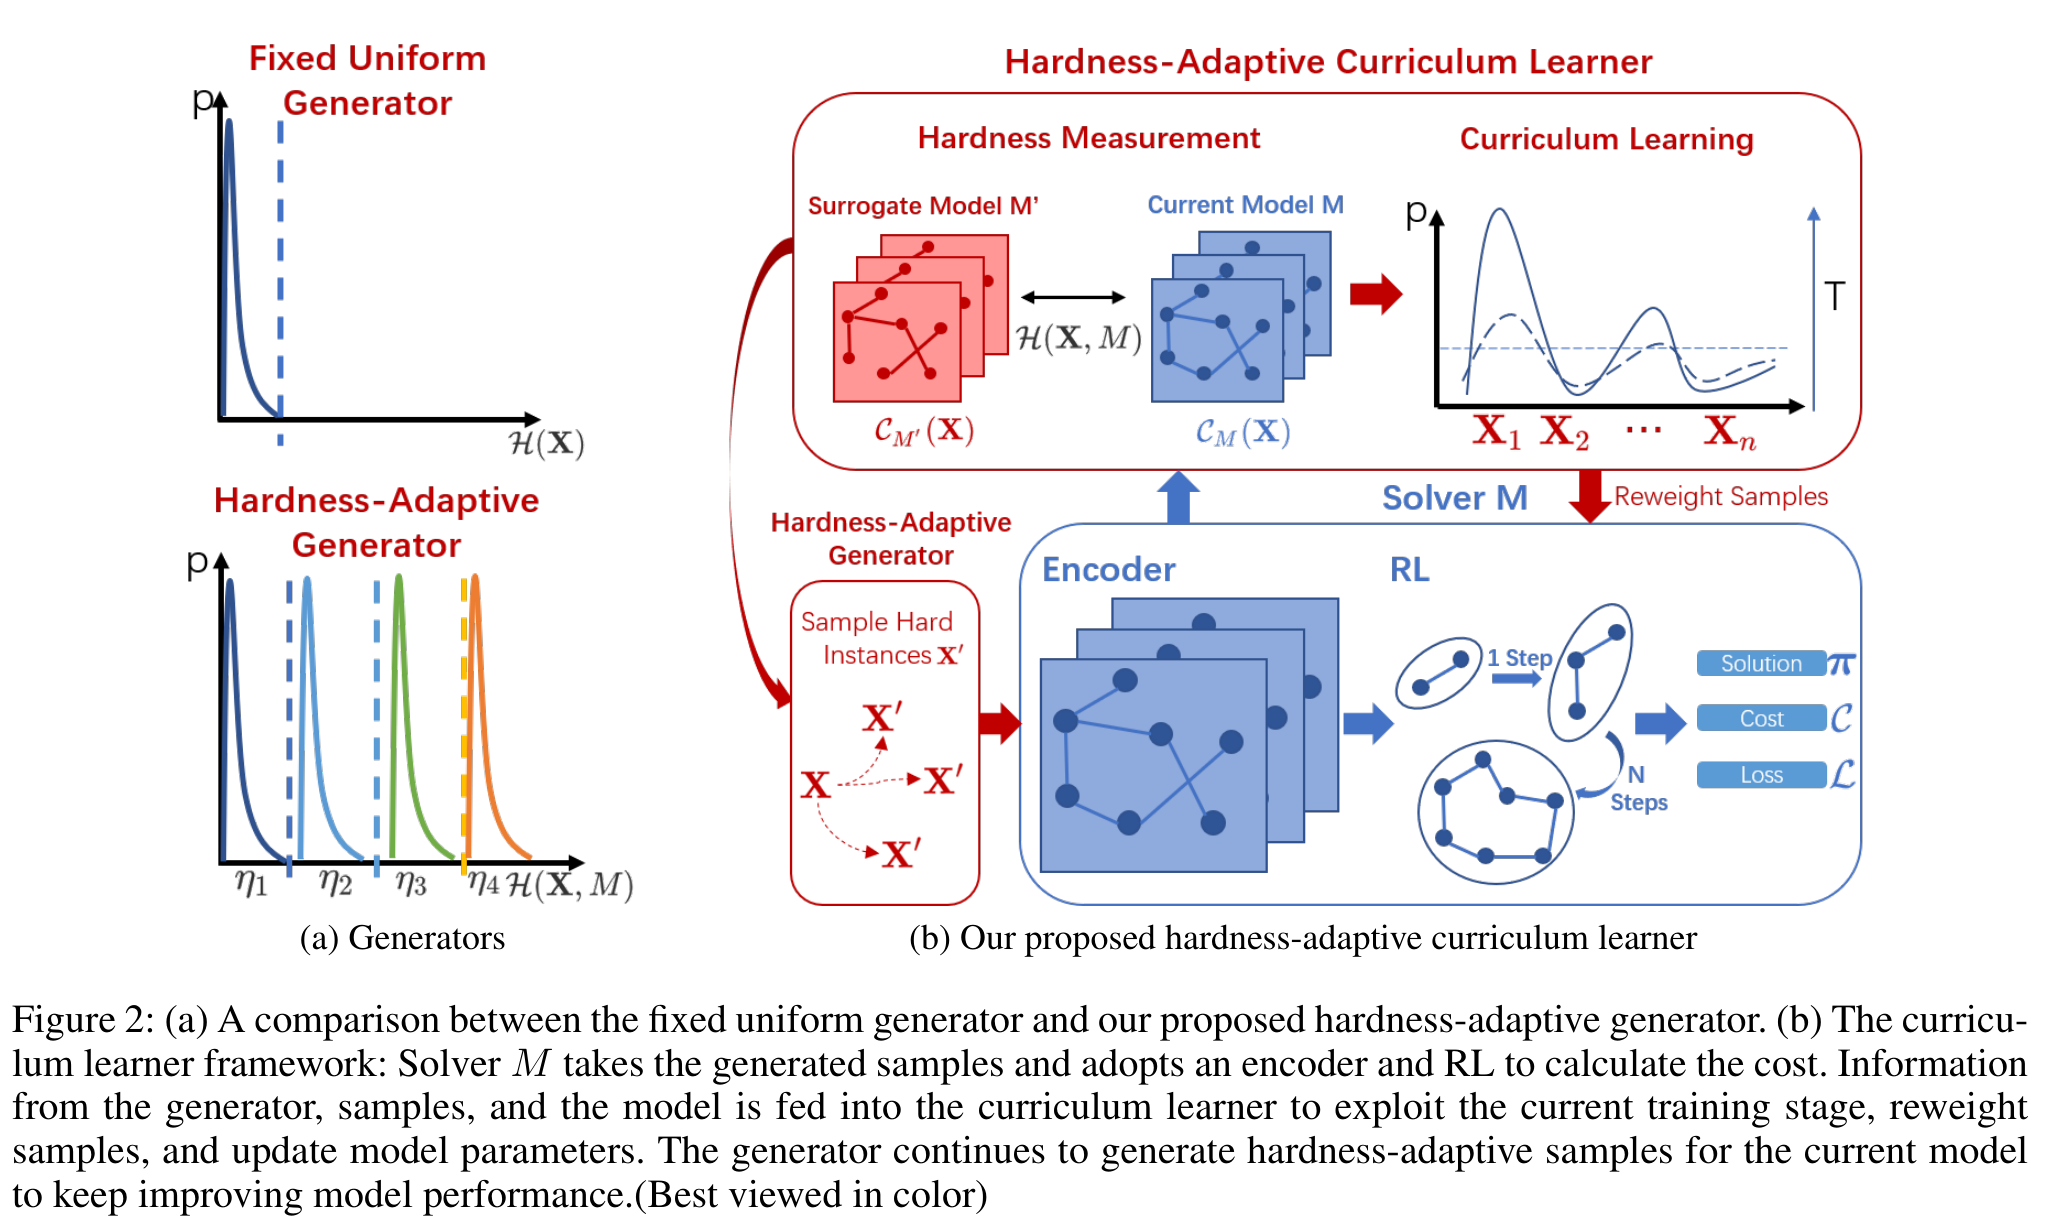 Fixed Uniform
Generator
p
H(X)
Hardness-Adaptive
Generator
p
η1 η2 η3 η4 H(X, M)
(a) Generators
Hardness-Adaptive Curriculum Learner
Hardness Measurement
Surrogate Model M'
Current Model M
H(X, M)
C_{M'}(X)
C_M(X)
Curriculum Learning
p
T
X1 X2 ... Xn
Solver M
Reweight Samples
Hardness-Adaptive
Generator
Sample Hard
Instances X′
X′
X
X′
X′
Encoder
RL
1 Step
N
Steps
Solution π
Cost C
Loss L
(b) Our proposed hardness-adaptive curriculum learner
Figure 2: (a) A comparison between the fixed uniform generator and our proposed hardness-adaptive generator. (b) The curricu-
lum learner framework: Solver M takes the generated samples and adopts an encoder and RL to calculate the cost. Information
from the generator, samples, and the model is fed into the curriculum learner to exploit the current training stage, reweight
samples, and update model parameters. The generator continues to generate hardness-adaptive samples for the current model
to keep improving model performance.(Best viewed in color)